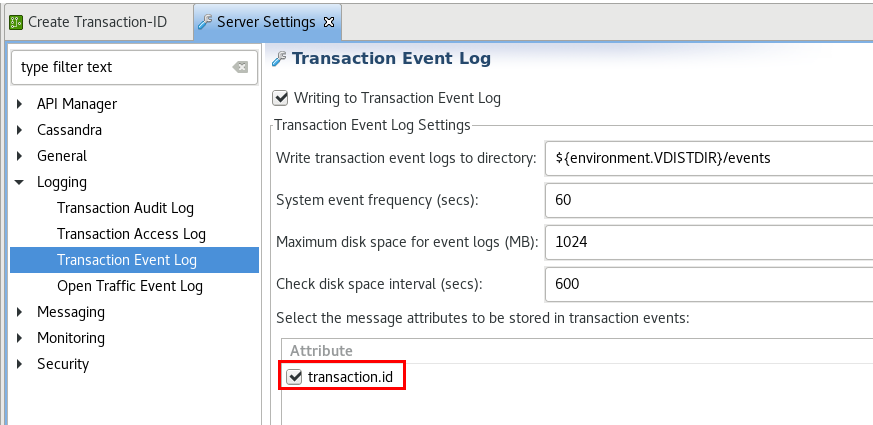 Create Transaction-ID
Server Settings
type filter text
API Manager
Cassandra
General
Logging
Transaction Audit Log
Transaction Access Log
Transaction Event Log
Open Traffic Event Log
Messaging
Monitoring
Security
Transaction Event Log
Writing to Transaction Event Log
Transaction Event Log Settings
Write transaction event logs to directory: ${environment.VDISTDIR}/events
System event frequency (secs): 60
Maximum disk space for event logs (MB): 1024
Check disk space interval (secs): 600
Select the message attributes to be stored in transaction events:
Attribute
transaction.id